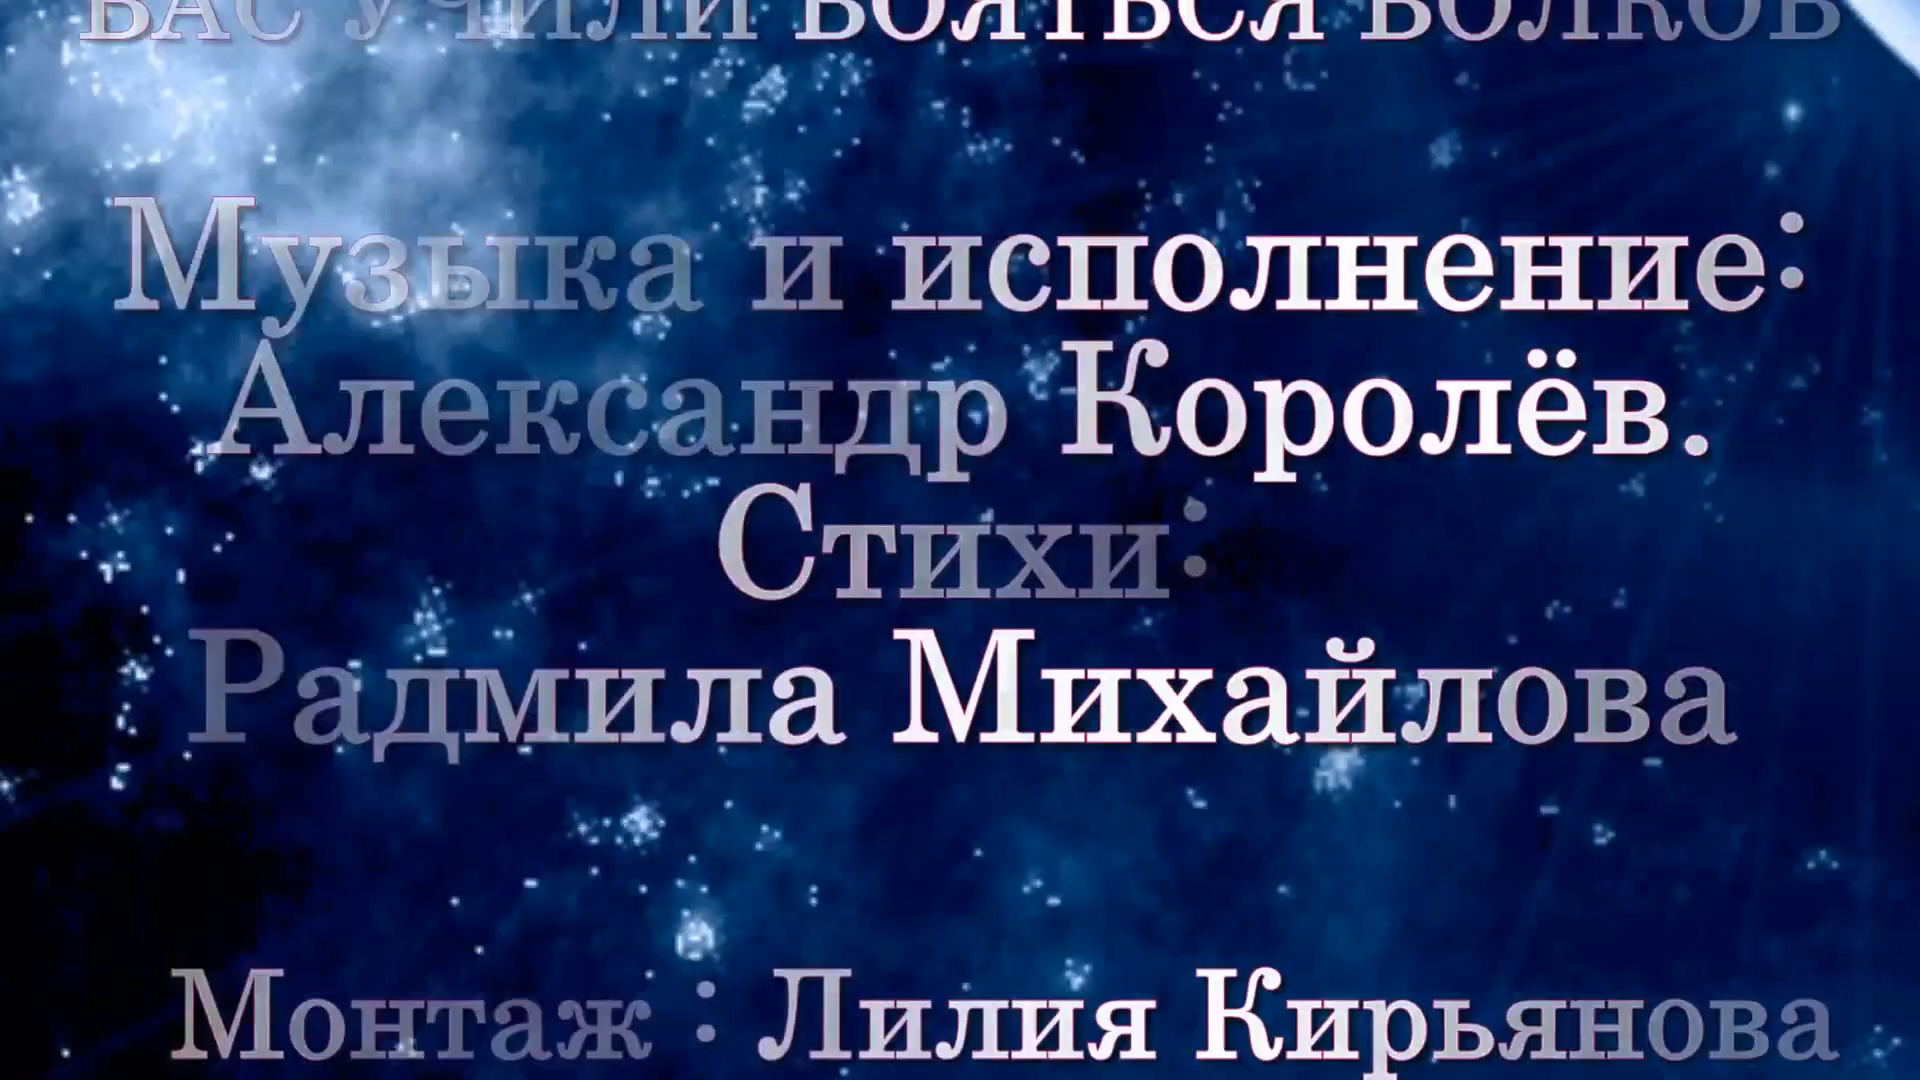 ВАС УЧИЛИ БОЯТЬСЯ ВОЛКОВ
Музыка и исполнение:
Александр Королёв.
Стихи:
Радмила Михайлова
Монтаж : Лилия Кирьянова